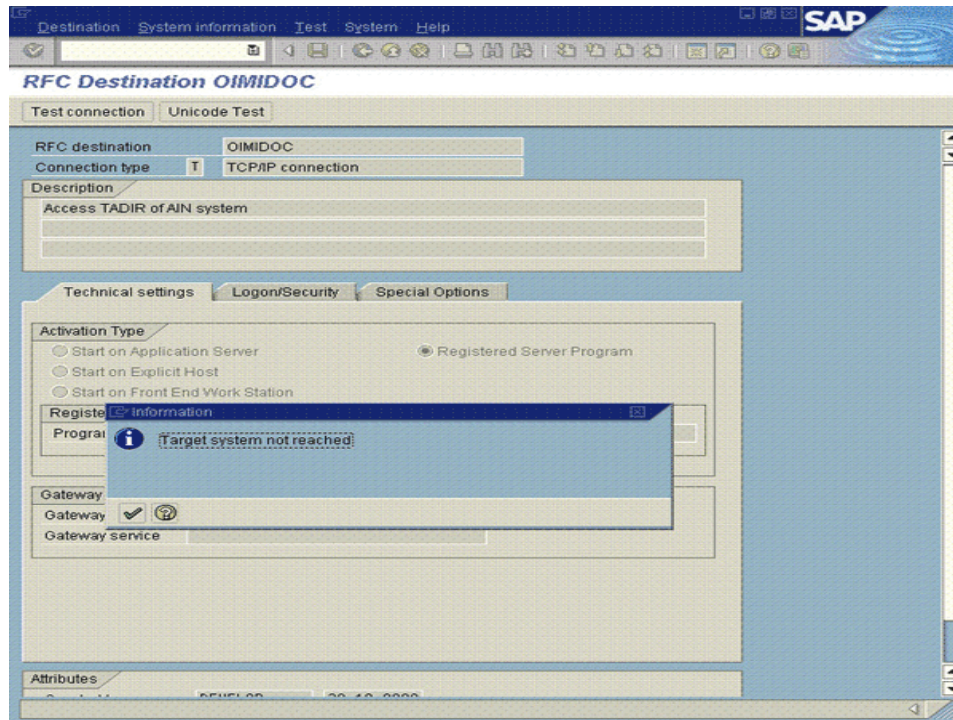 Destination System information Test System Help
SAP
RFC Destination OIMIDOC
Test connection Unicode Test
RFC destination OIMIDOC
Connection type T TCP/IP connection
Description
Access TADIR of AIN system
Technical settings Logon/Security Special Options
Activation Type
Start on Application Server Registered Server Program
Start on Explicit Host
Start on Front End Work Station
Registe Information
Program Target system not reached
Gateway
Gateway
Gateway service
Attributes